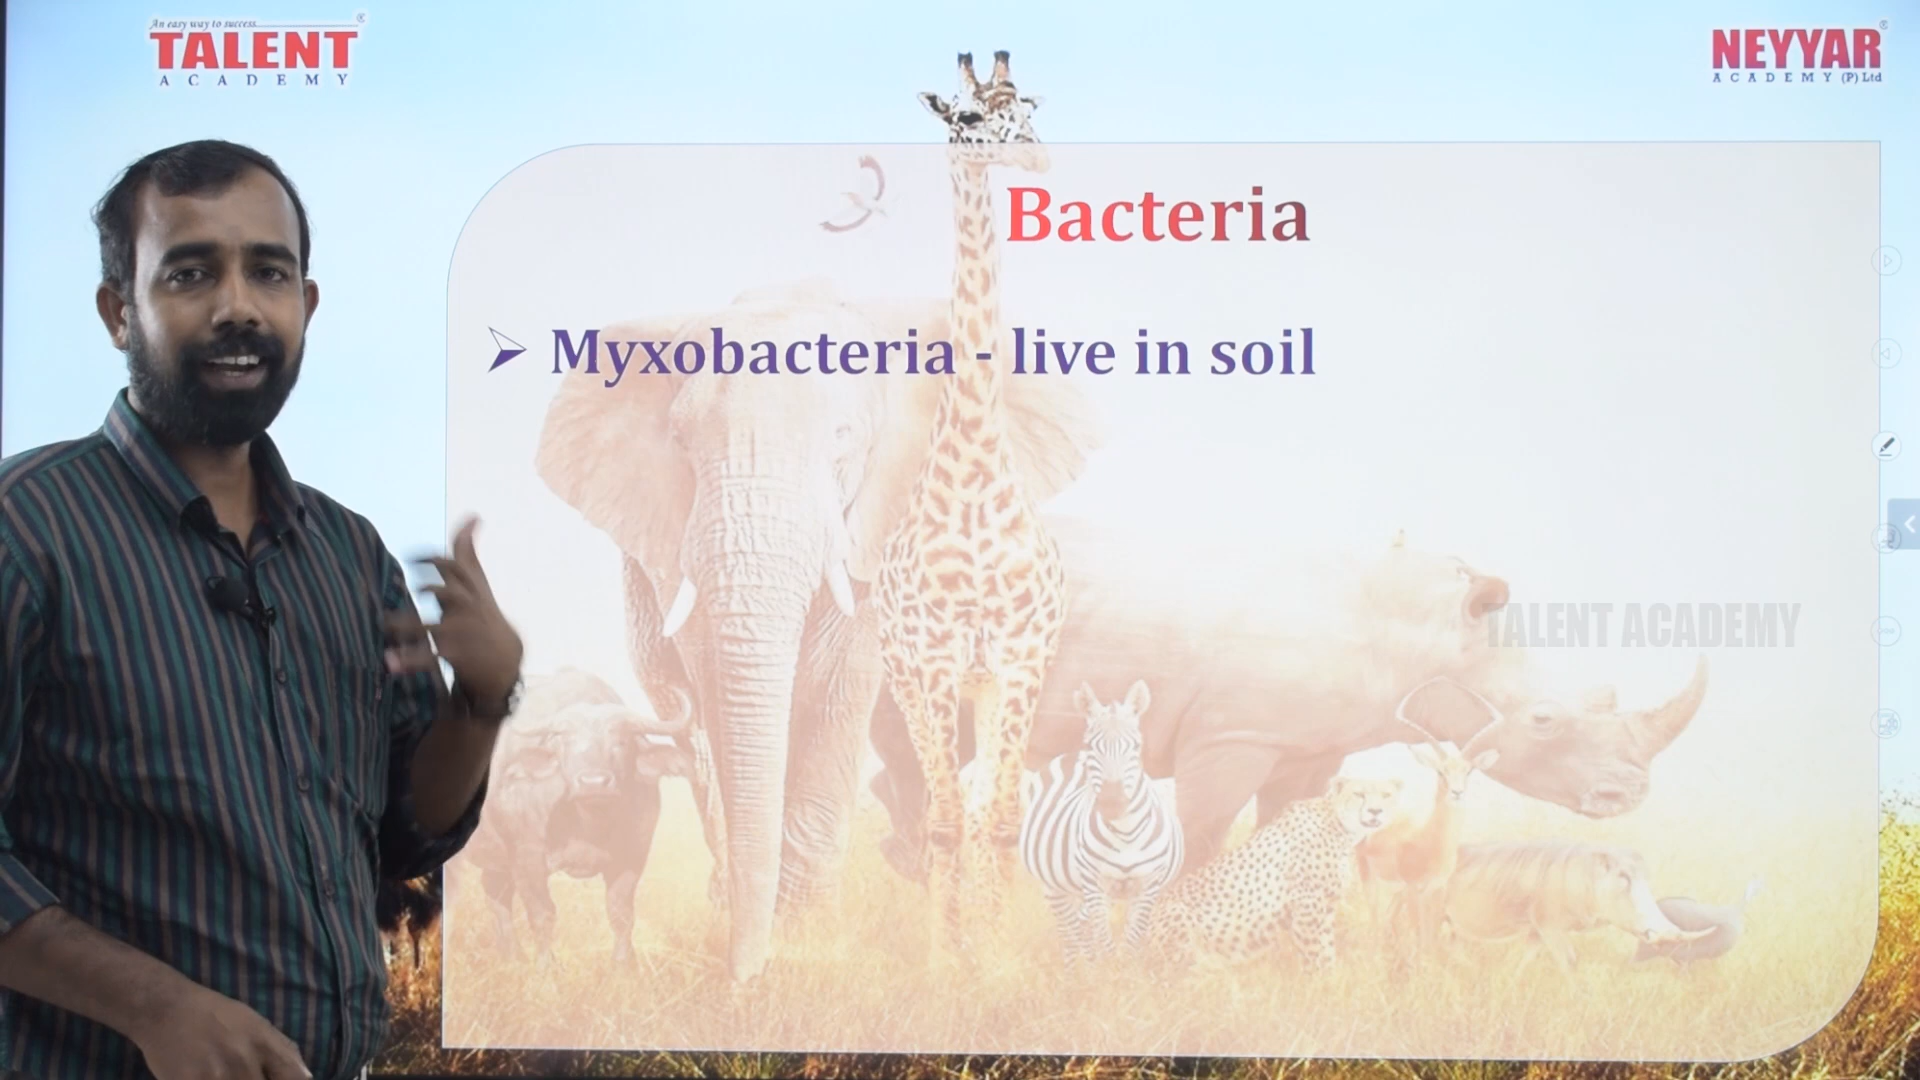 An easy way to success
TALENT
ACADEMY
®
NEYYAR
ACADEMY (P) Ltd
®
Bacteria
➢ Myxobacteria - live in soil
TALENT ACADEMY